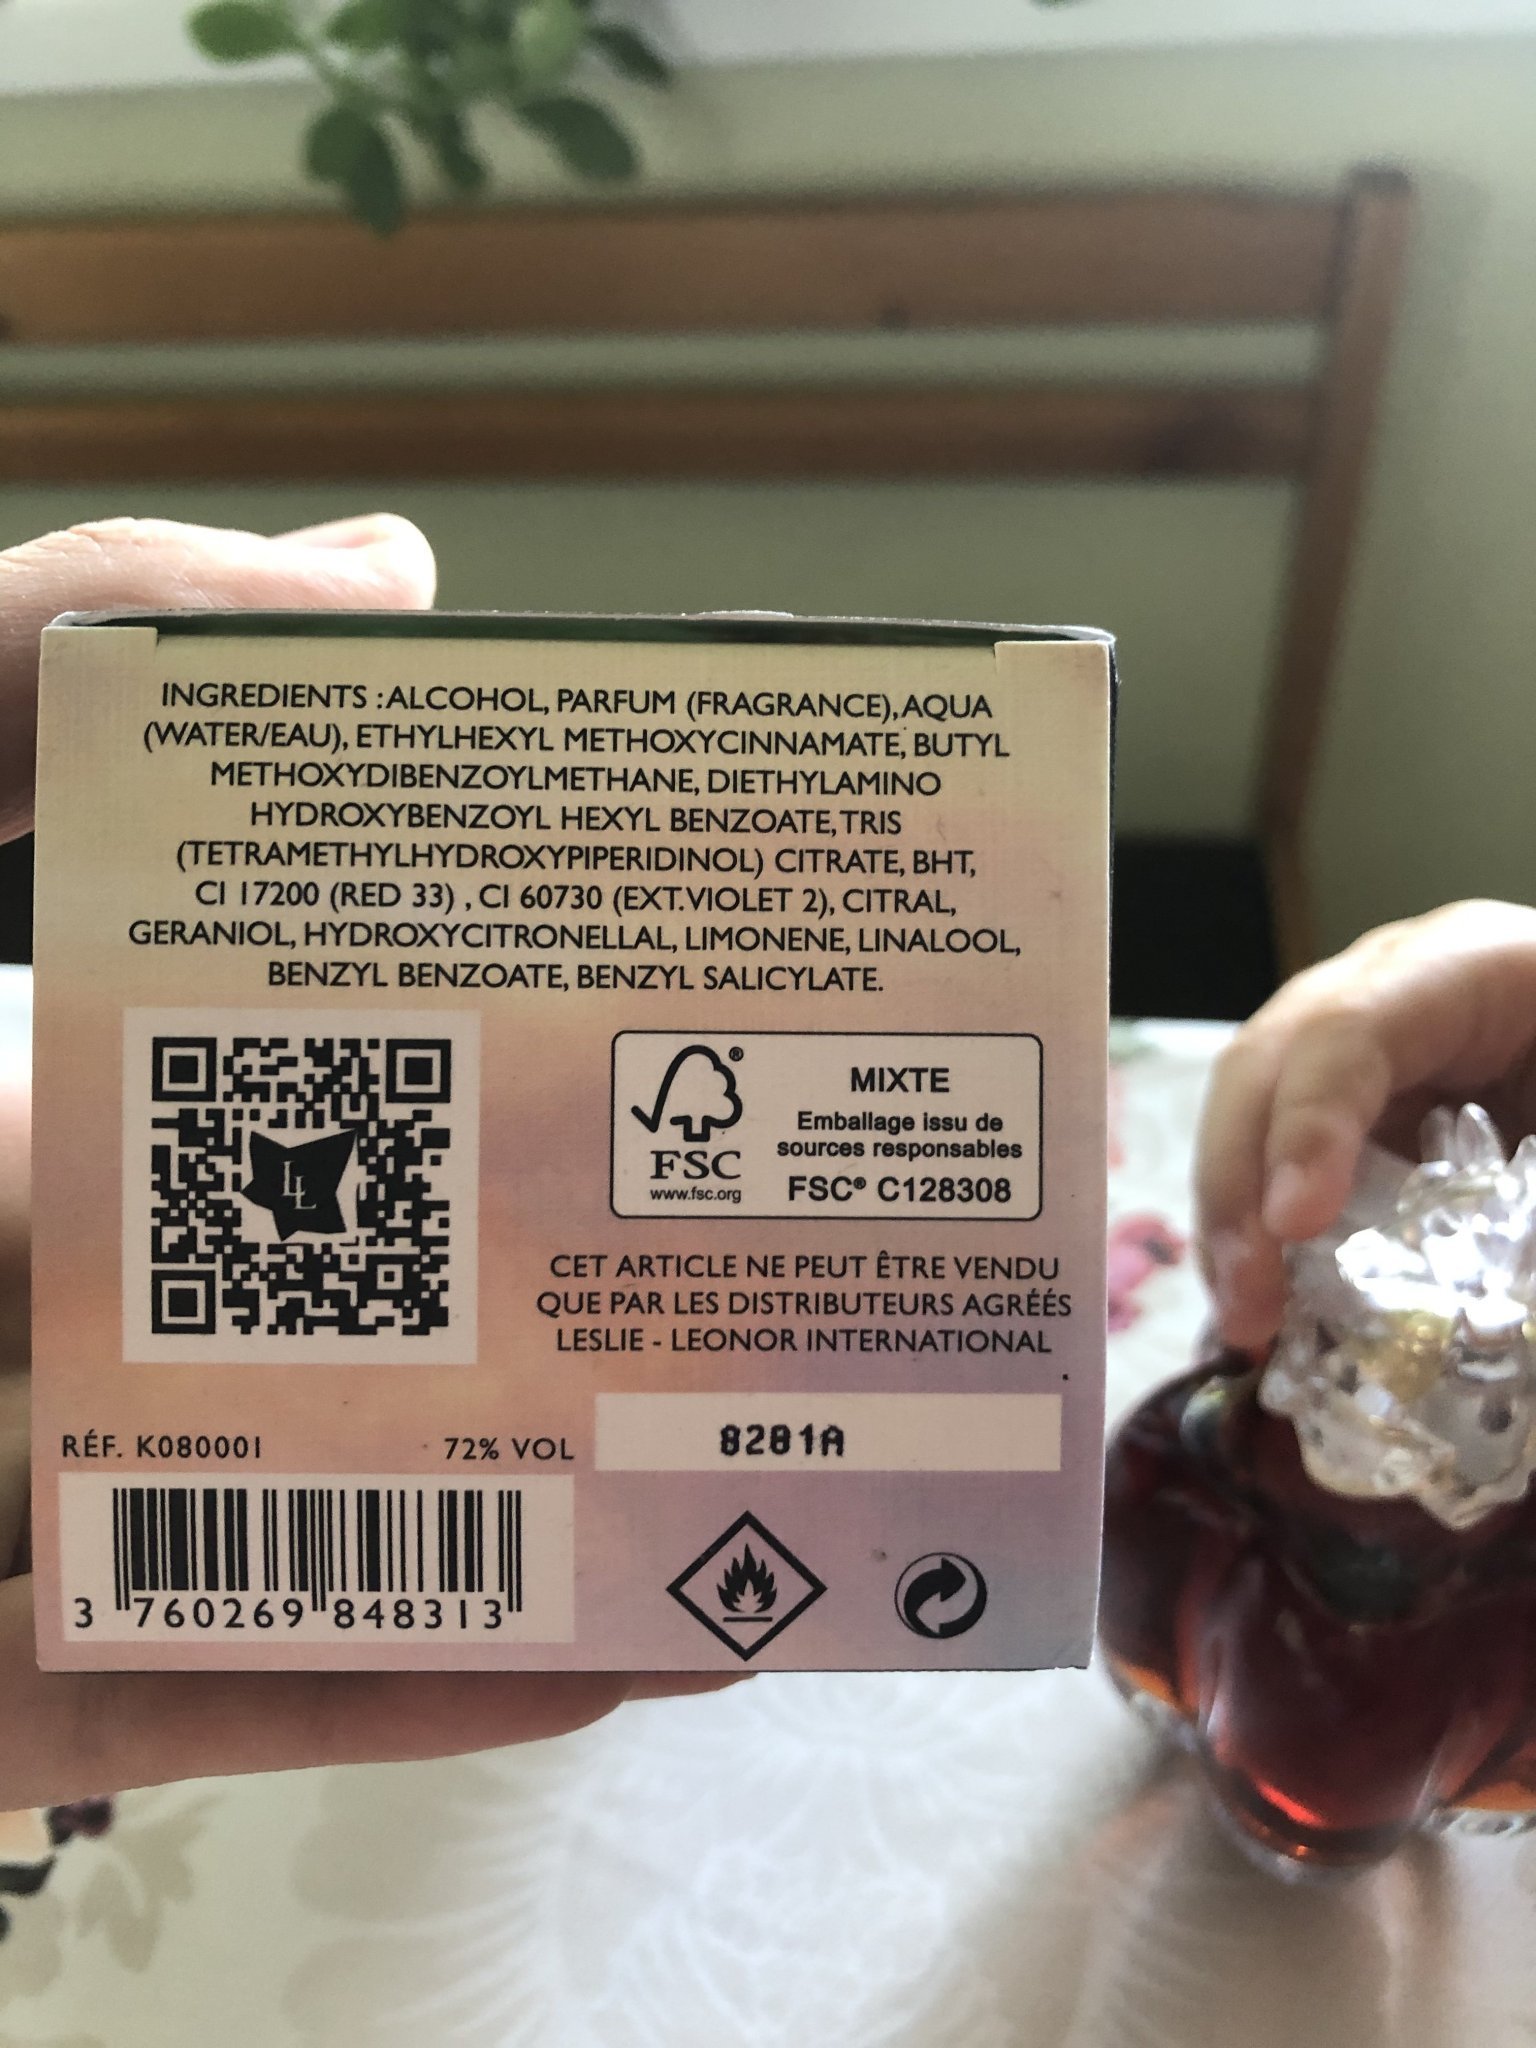 INGREDIENTS : ALCOHOL, PARFUM (FRAGRANCE), AQUA
(WATER/EAU), ETHYLHEXYL METHOXYCINNAMATE, BUTYL
METHOXYDIBENZOYLMETHANE, DIETHYLAMINO
HYDROXYBENZOYL HEXYL BENZOATE, TRIS
(TETRAMETHYLHYDROXYPIPERIDINOL) CITRATE, BHT,
CI 17200 (RED 33) , CI 60730 (EXT.VIOLET 2), CITRAL,
GERANIOL, HYDROXYCITRONELLAL, LIMONENE, LINALOOL,
BENZYL BENZOATE, BENZYL SALICYLATE.
LL
®
FSC
www.fsc.org
MIXTE
Emballage issu de
sources responsables
FSC® C128308
CET ARTICLE NE PEUT ÊTRE VENDU
QUE PAR LES DISTRIBUTEURS AGRÉÉS
LESLIE - LEONOR INTERNATIONAL
RÉF. K080001 72% VOL
8281A
3 760269 848313